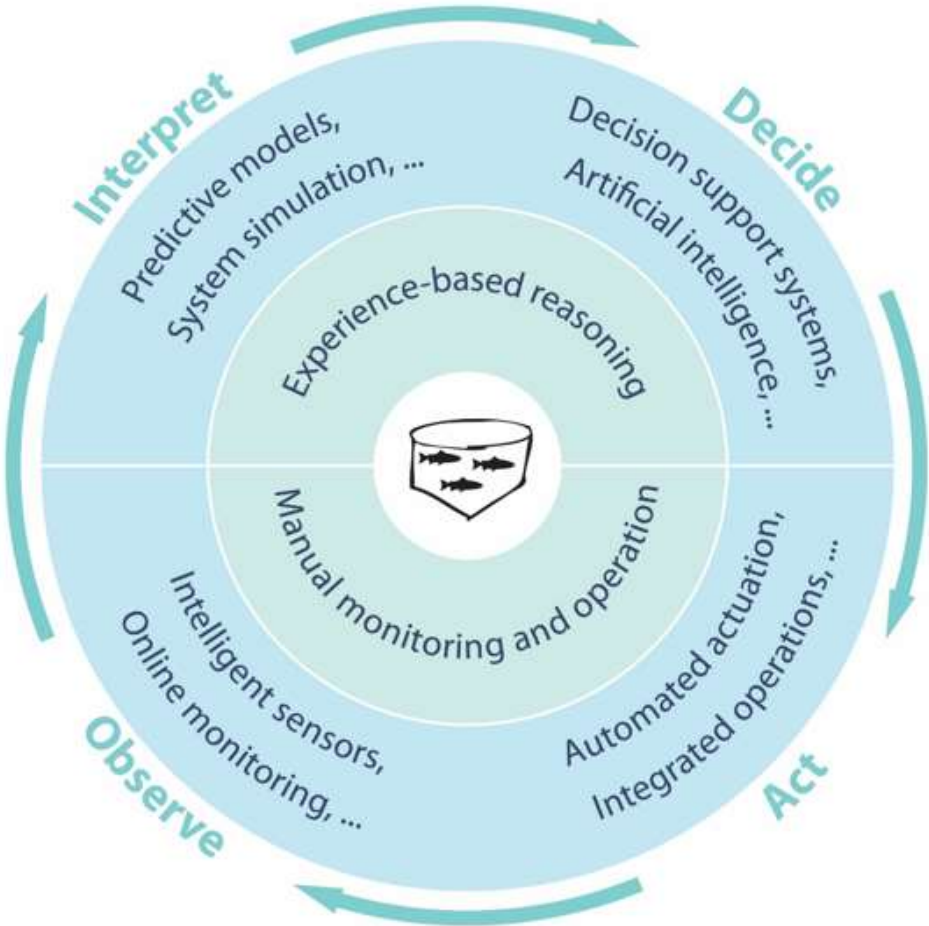 Interpret
Predictive models,
System simulation, ...
Decide
Decision support systems,
Artificial intelligence, ...
Experience-based reasoning
Manual monitoring and operation
Observe
Intelligent sensors,
Online monitoring, ...
Act
Automated actuation,
Integrated operations, ...